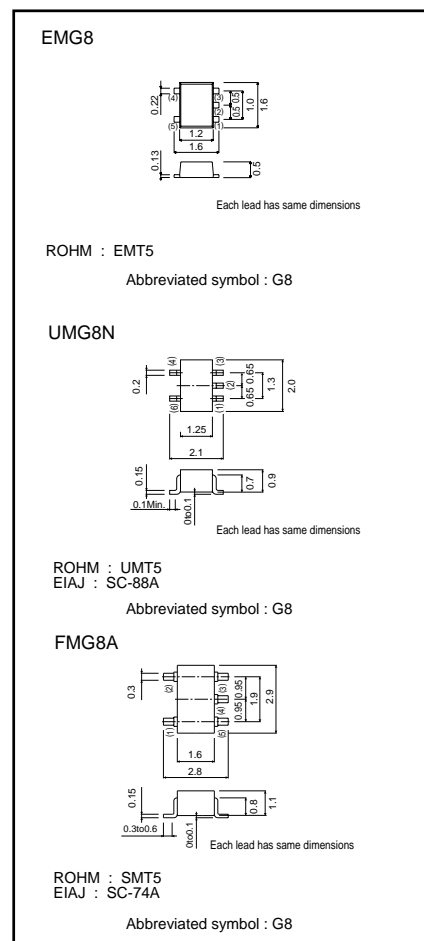 EMG8
0.22
(4)
(3)
(2)
(5)
(1)
0.5 0.5
1.0
1.6
1.2
1.6
0.13
0.5
Each lead has same dimensions
ROHM : EMT5
Abbreviated symbol : G8
UMG8N
0.2
(4)
(3)
(2)
(6)
(1)
0.65 0.65
1.3
2.0
1.25
2.1
0.15
0.1Min.
0to0.1
0.7
0.9
Each lead has same dimensions
ROHM : UMT5
EIAJ : SC-88A
Abbreviated symbol : G8
FMG8A
0.3
(2)
(3)
(4)
(1)
(5)
0.95 0.95
1.9
2.9
1.6
2.8
0.15
0.3to0.6
0to0.1
0.8
1.1
Each lead has same dimensions
ROHM : SMT5
EIAJ : SC-74A
Abbreviated symbol : G8